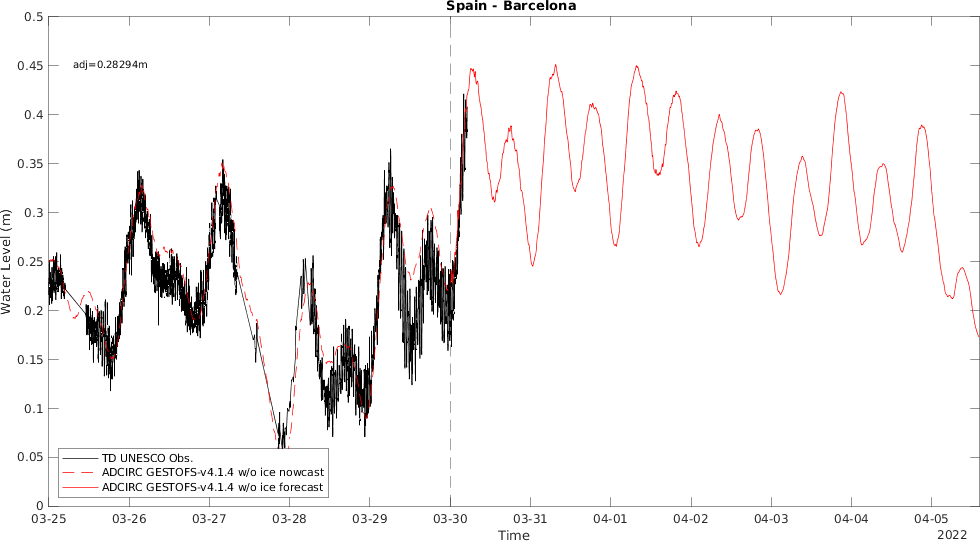 Spain - Barcelona
0.5
0.45
0.4
0.35
0.3
0.25
0.2
0.15
0.1
0.05
0
Water Level (m)
adj=0.28294m
TD UNESCO Obs.
ADCIRC GESTOFS-v4.1.4 w/o ice nowcast
ADCIRC GESTOFS-v4.1.4 w/o ice forecast
03-25 03-26 03-27 03-28 03-29 03-30 03-31 04-01 04-02 04-03 04-04 04-05
Time
2022